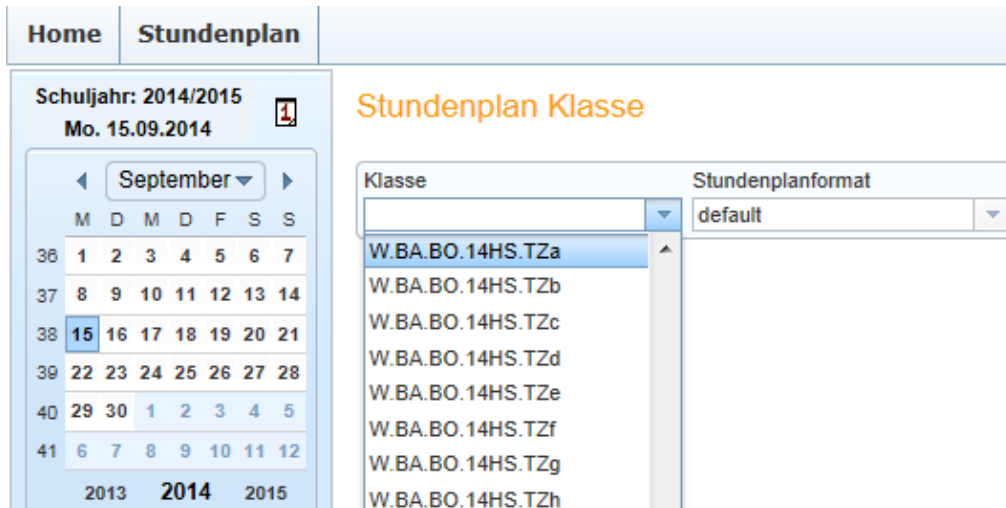 Home Stundenplan
Schuljahr: 2014/2015
Mo. 15.09.2014
1
September
M D M D F S S
36 1 2 3 4 5 6 7
37 8 9 10 11 12 13 14
38 15 16 17 18 19 20 21
39 22 23 24 25 26 27 28
40 29 30 1 2 3 4 5
41 6 7 8 9 10 11 12
2013 2014 2015
Stundenplan Klasse
Klasse Stundenplanformat
default
W.BA.BO.14HS.TZa
W.BA.BO.14HS.TZb
W.BA.BO.14HS.TZc
W.BA.BO.14HS.TZd
W.BA.BO.14HS.TZe
W.BA.BO.14HS.TZf
W.BA.BO.14HS.TZg
W.BA.BO.14HS.TZh